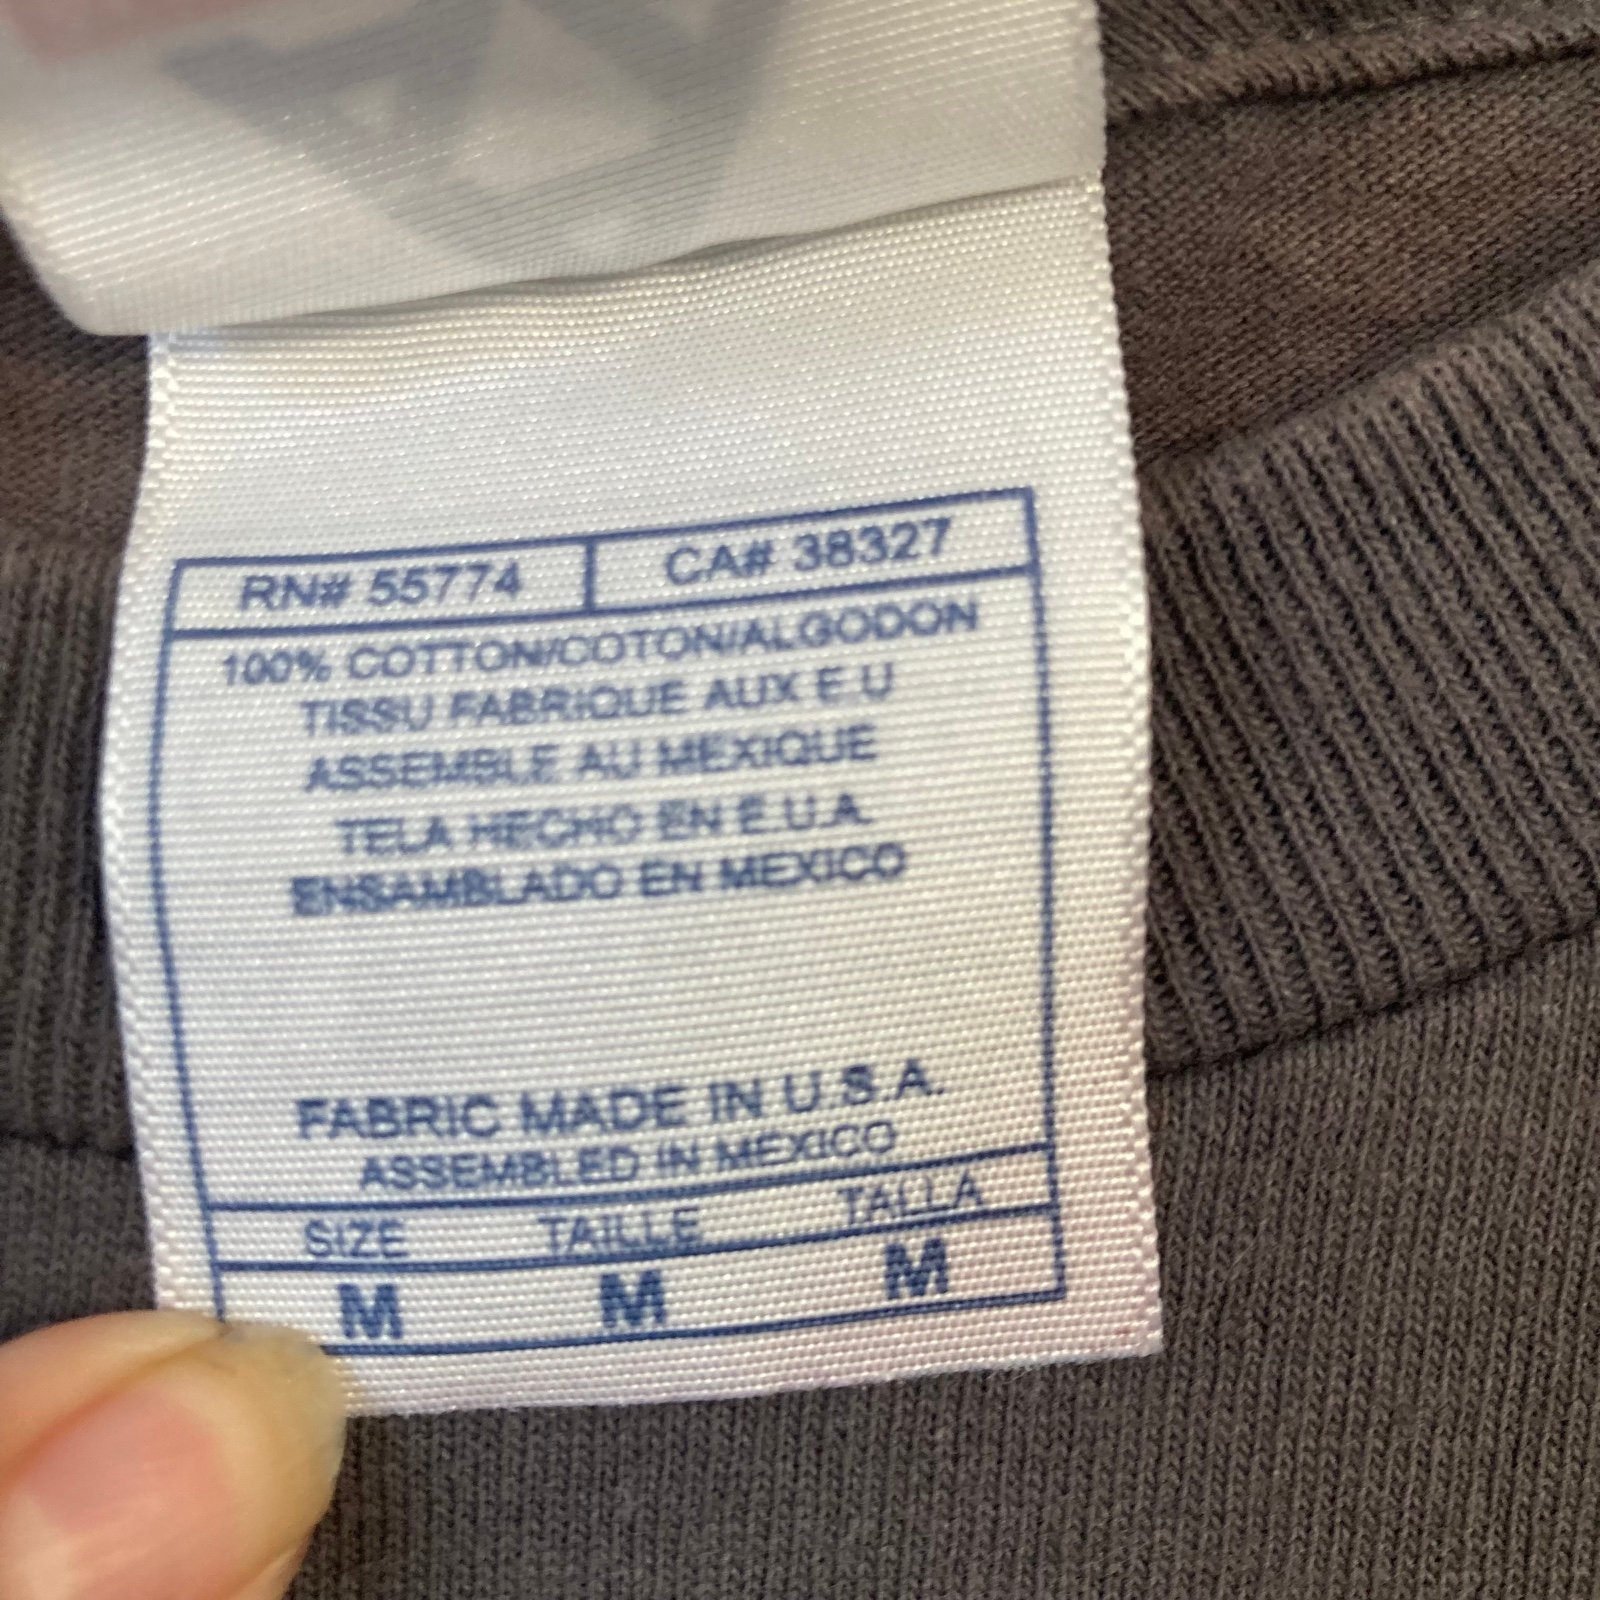 RN# 55774 CA# 38327
100% COTTON/COTON/ALGODON
TISSU FABRIQUE AUX E.U
ASSEMBLE AU MEXIQUE
TELA HECHO EN E.U.A.
ENSAMBLADO EN MEXICO
FABRIC MADE IN U.S.A.
ASSEMBLED IN MEXICO
SIZE TAILLE TALLA
M M M